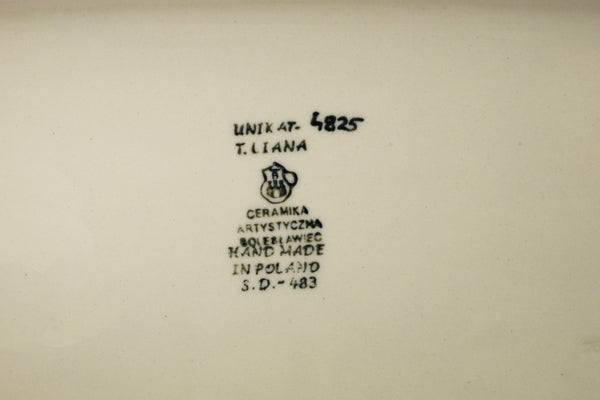 UNIKAT- 4825
T. LIANA
B
CERAMIKA
ARTYSTYCZNA
BOLESŁAWIEC
HAND MADE
IN POLAND
S.D.- 483